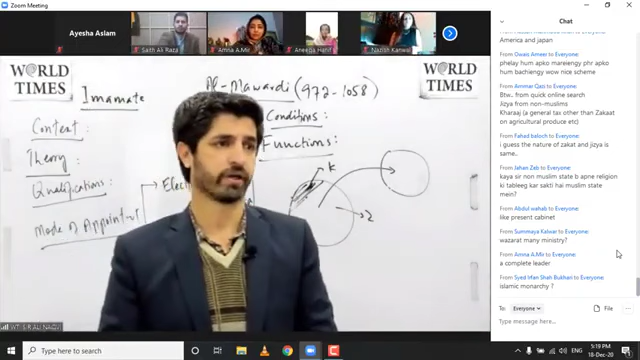 Zoom Meeting
Ayesha Aslam
Saith Ali Raza
Amna A.Mir
Aneeqa Hanif
Nazish Kanwal
WORLD TIMES
Imamate
Al-Mawardi (972-1058)
WORLD TIMES
Context:
Conditions:
Functions:
Theory:
Qualifications:
Mode of Appointment
K
Z
WT: SIR ALI NAQVI
Chat
America and japan
From Owais Ameer to Everyone:
phelay hum apko mareiengy phr apko hum bachiengy wow nice scheme
From Ammar Qazi to Everyone:
Btw.. from quick online search
Jizya from non-muslims
Kharaaj (a general tax other than Zakaat on agricultural produce etc)
From Fahad baloch to Everyone:
i guess the nature of zakat and jizya is same..
From Jahen Zeb to Everyone:
kaya sir non muslim state b apne religion ki tableeg kar sakti hai muslim state mein?
From Abdul wahab to Everyone:
like present cabinet
From Summaya Kalwar to Everyone:
wazarat many ministry?
From Amna A.Mir to Everyone:
a complete leader
From Syed Irfan Shah Bukhari to Everyone:
islamic monarchy ?
To:
Everyone
File
Type message here...
Type here to search
5:19 PM
18-Dec-20